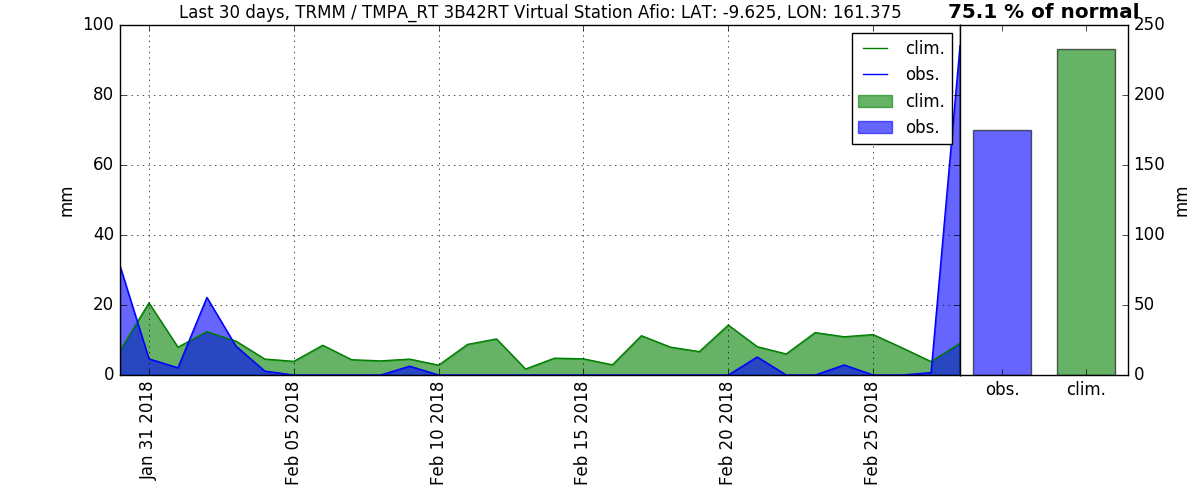 Last 30 days, TRMM / TMPA_RT 3B42RT Virtual Station Afio: LAT: -9.625, LON: 161.375
75.1 % of normal
clim.
obs.
clim.
obs.
100
80
60
40
20
0
mm
250
200
150
100
50
0
mm
Jan 31 2018
Feb 05 2018
Feb 10 2018
Feb 15 2018
Feb 20 2018
Feb 25 2018
obs.
clim.